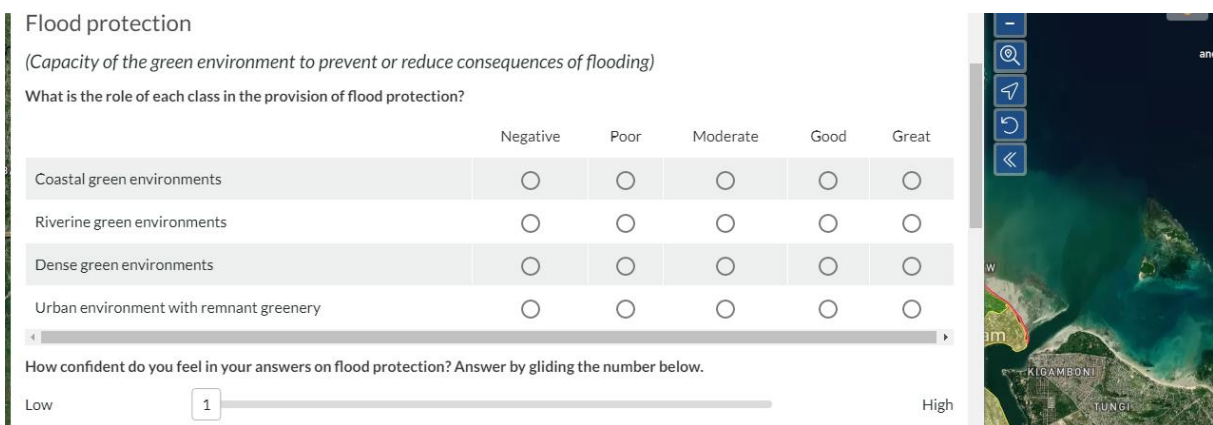 Flood protection
(Capacity of the green environment to prevent or reduce consequences of flooding)
What is the role of each class in the provision of flood protection?
Negative Poor Moderate Good Great
Coastal green environments
Riverine green environments
Dense green environments
Urban environment with remnant greenery
How confident do you feel in your answers on flood protection? Answer by gliding the number below.
Low 1 High
KIGAMBONI
TUNGI